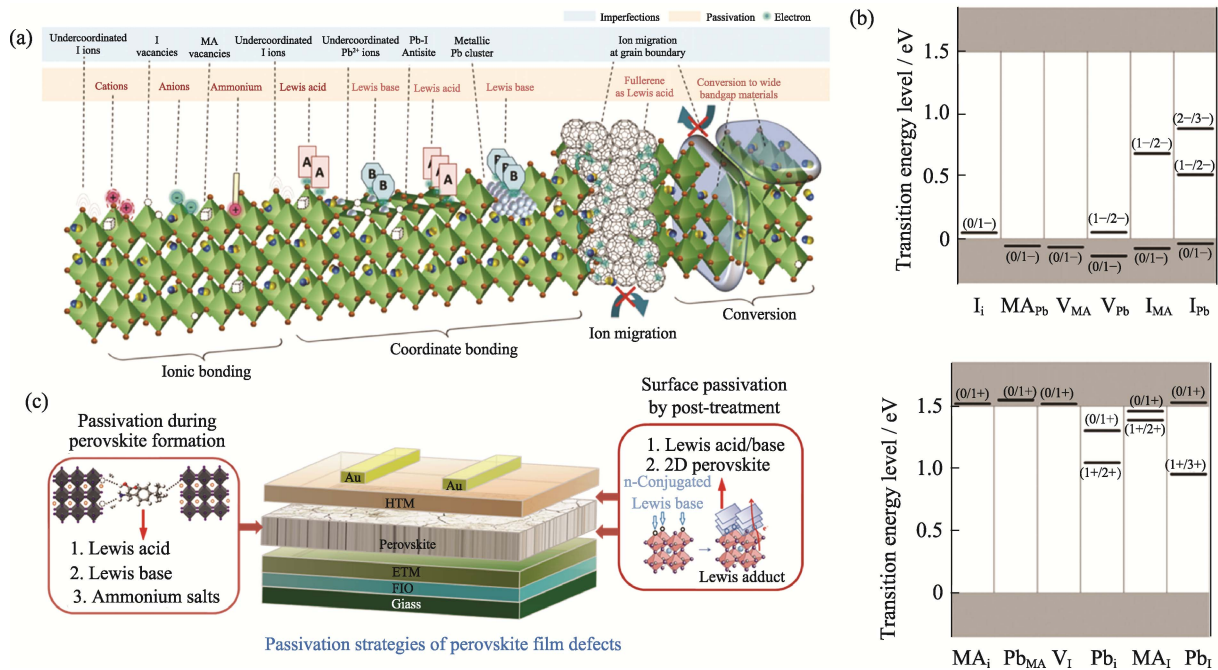 Imperfections Passivation Electron
(a)
Undercoordinated
I ions
I
vacancies
MA
vacancies
Undercoordinated
I ions
Undercoordinated
Pb²⁺ ions
Pb-I
Antisite
Metallic
Pb cluster
Ion migration
at grain boundary
Cations
Anions
Ammonium
Lewis acid
Lewis base
Lewis acid
Lewis base
Fullerene
as Lewis acid
Conversion to wide
bandgap materials
A
A
B
B
A
A
A
B
B
B
Ionic bonding
Coordinate bonding
Ion migration
Conversion
(b)
Transition energy level / eV
1.5
1.0
0.5
0
(0/1−)
(0/1−)
(0/1−)
(1−/2−)
(0/1−)
(1−/2−)
(0/1−)
(2−/3−)
(1−/2−)
(0/1−)
Iᵢ MA_Pb V_MA V_Pb I_MA I_Pb
Transition energy level / eV
1.5
1.0
0.5
0
(0/1+)
(0/1+)
(0/1+)
(0/1+)
(1+/2+)
(0/1+)
(1+/2+)
(0/1+)
(1+/3+)
MAᵢ Pb_MA V_I Pbᵢ MA_I Pb_I
(c)
Passivation during
perovskite formation
1. Lewis acid
2. Lewis base
3. Ammonium salts
Au
Au
HTM
Perovskite
ETM
FIO
Giass
Surface passivation
by post-treatment
1. Lewis acid/base
2. 2D perovskite
n-Conjugated
Lewis base
Lewis adduct
Passivation strategies of perovskite film defects